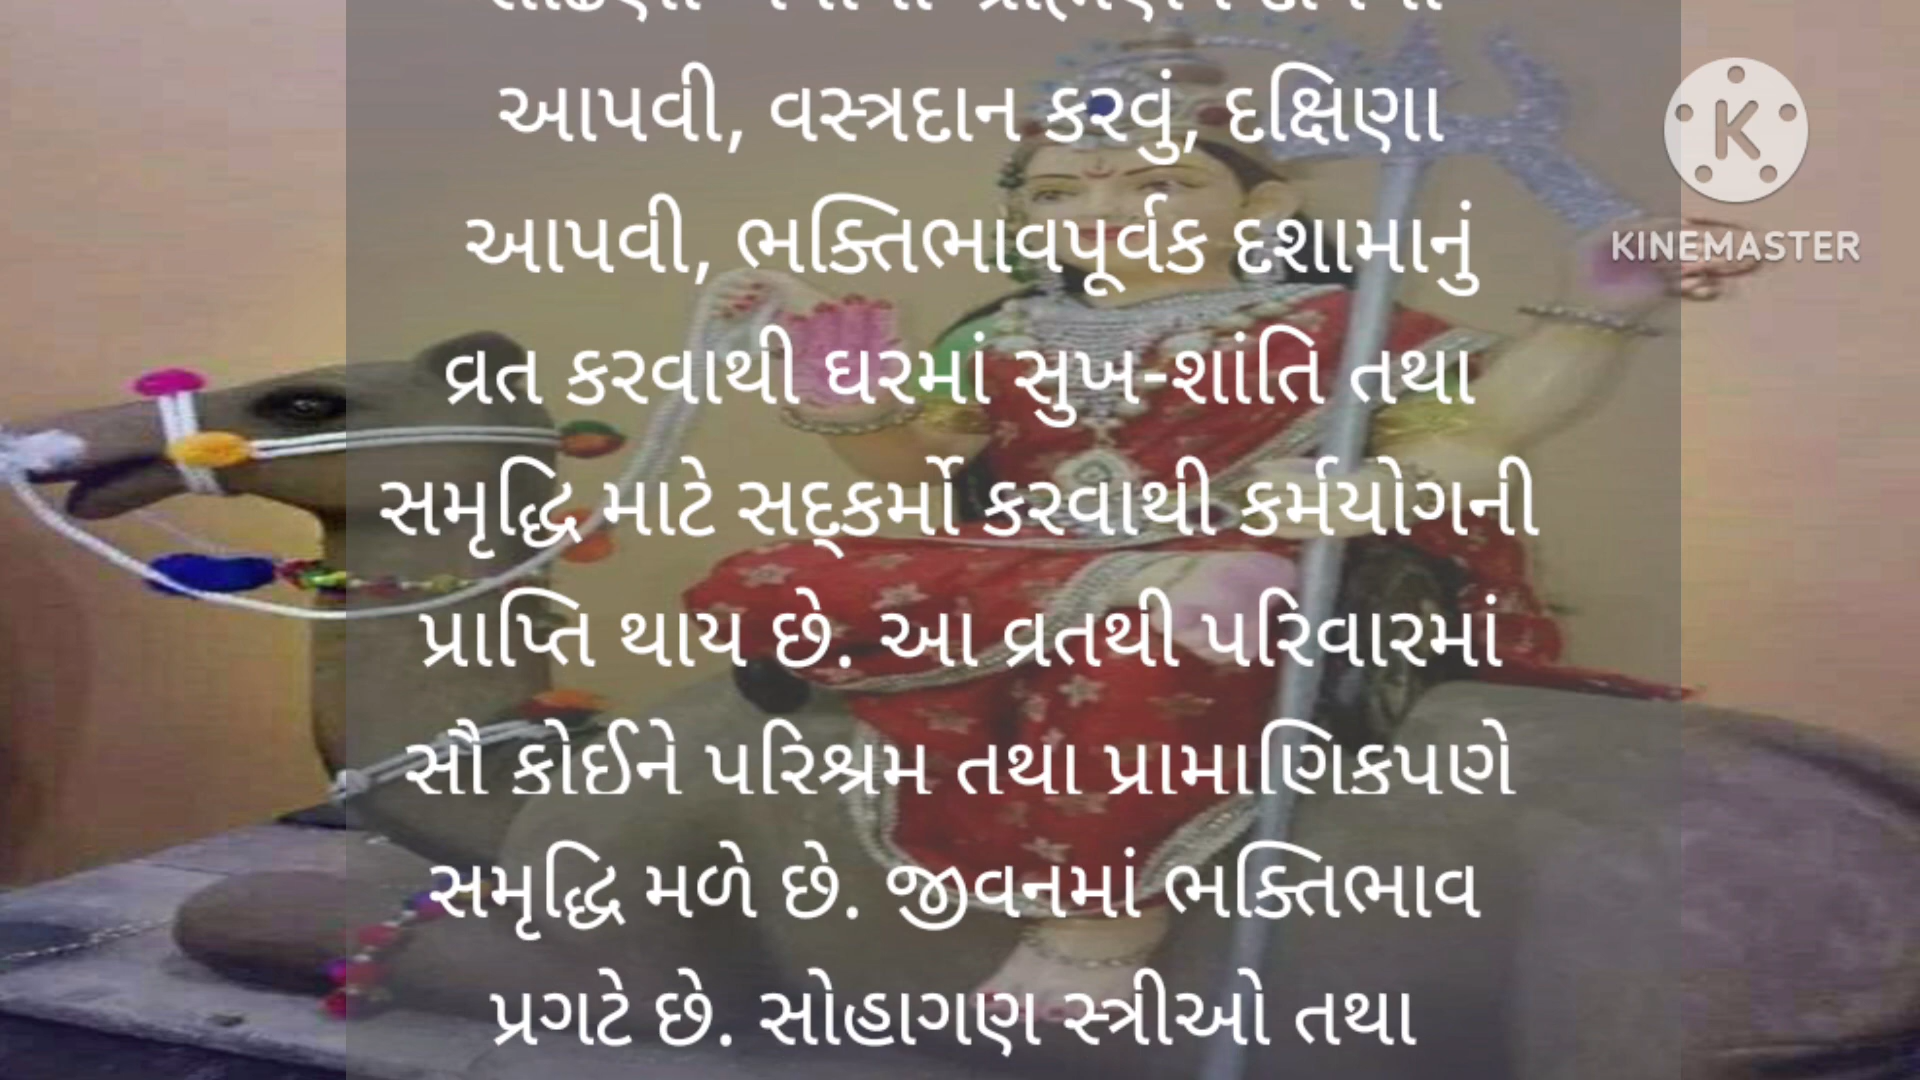 આપવી, વસ્ત્રદાન કરવું, દક્ષિણા
આપવી, ભક્તિભાવપૂર્વક દશામાનું
વ્રત કરવાથી ઘરમાં સુખ-શાંતિ તથા
સમૃદ્ધિ માટે સદ્કર્મો કરવાથી કર્મયોગની
પ્રાપ્તિ થાય છે. આ વ્રતથી પરિવારમાં
સૌ કોઈને પરિશ્રમ તથા પ્રામાણિકપણે
સમૃદ્ધિ મળે છે. જીવનમાં ભક્તિભાવ
પ્રગટે છે. સોહાગણ સ્ત્રીઓ તથા
K
KINEMASTER